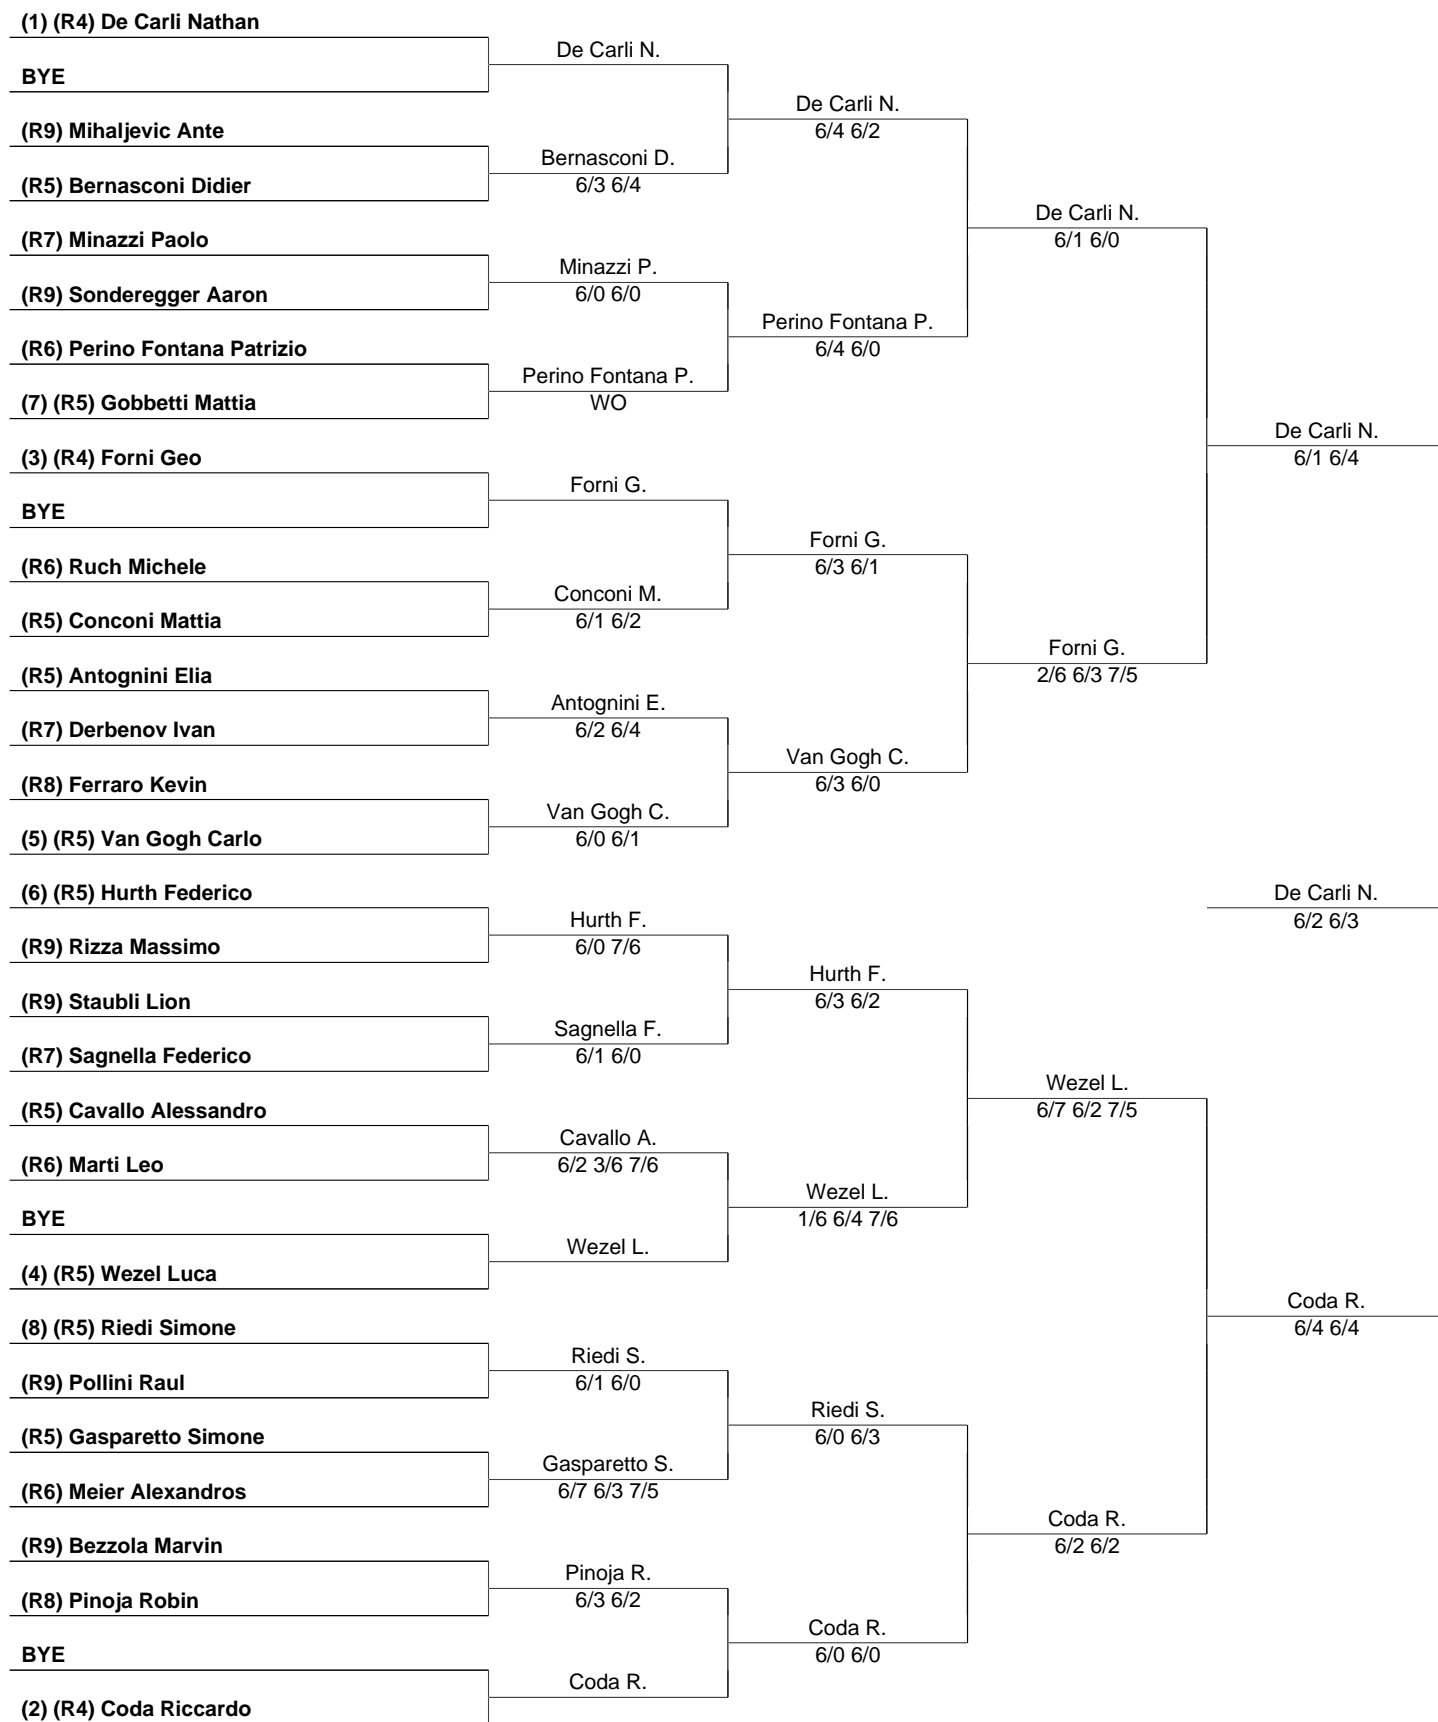 (1) (R4) De Carli Nathan
De Carli N.
BYE
De Carli N.
(R9) Mihaljevic Ante
6/4 6/2
Bernasconi D.
(R5) Bernasconi Didier
6/3 6/4
De Carli N.
(R7) Minazzi Paolo
6/1 6/0
Minazzi P.
(R9) Sonderegger Aaron
6/0 6/0
Perino Fontana P.
(R6) Perino Fontana Patrizio
6/4 6/0
Perino Fontana P.
(7) (R5) Gobbetti Mattia
WO
De Carli N.
(3) (R4) Forni Geo
6/1 6/4
Forni G.
BYE
Forni G.
(R6) Ruch Michele
6/3 6/1
Conconi M.
(R5) Conconi Mattia
6/1 6/2
Forni G.
(R5) Antognini Elia
2/6 6/3 7/5
Antognini E.
(R7) Derbenov Ivan
6/2 6/4
Van Gogh C.
(R8) Ferraro Kevin
6/3 6/0
Van Gogh C.
(5) (R5) Van Gogh Carlo
6/0 6/1
(6) (R5) Hurth Federico
De Carli N.
6/2 6/3
Hurth F.
(R9) Rizza Massimo
6/0 7/6
Hurth F.
(R9) Staubli Lion
6/3 6/2
Sagnella F.
(R7) Sagnella Federico
6/1 6/0
Wezel L.
(R5) Cavallo Alessandro
6/7 6/2 7/5
Cavallo A.
(R6) Marti Leo
6/2 3/6 7/6
Wezel L.
BYE
1/6 6/4 7/6
Wezel L.
(4) (R5) Wezel Luca
Coda R.
(8) (R5) Riedi Simone
6/4 6/4
Riedi S.
(R9) Pollini Raul
6/1 6/0
Riedi S.
(R5) Gasparetto Simone
6/0 6/3
Gasparetto S.
(R6) Meier Alexandros
6/7 6/3 7/5
Coda R.
(R9) Bezzola Marvin
6/2 6/2
Pinoja R.
(R8) Pinoja Robin
6/3 6/2
Coda R.
BYE
6/0 6/0
Coda R.
(2) (R4) Coda Riccardo